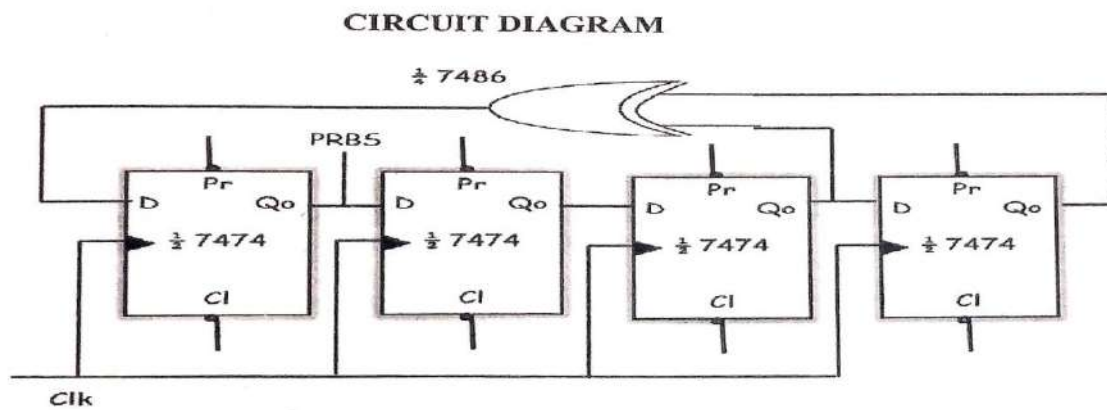 CIRCUIT DIAGRAM
¼ 7486
PRBS
Pr
Pr
Pr
Pr
D Qo
D Qo
D Qo
D Qo
½ 7474
½ 7474
½ 7474
½ 7474
Cl
Cl
Cl
Cl
Clk